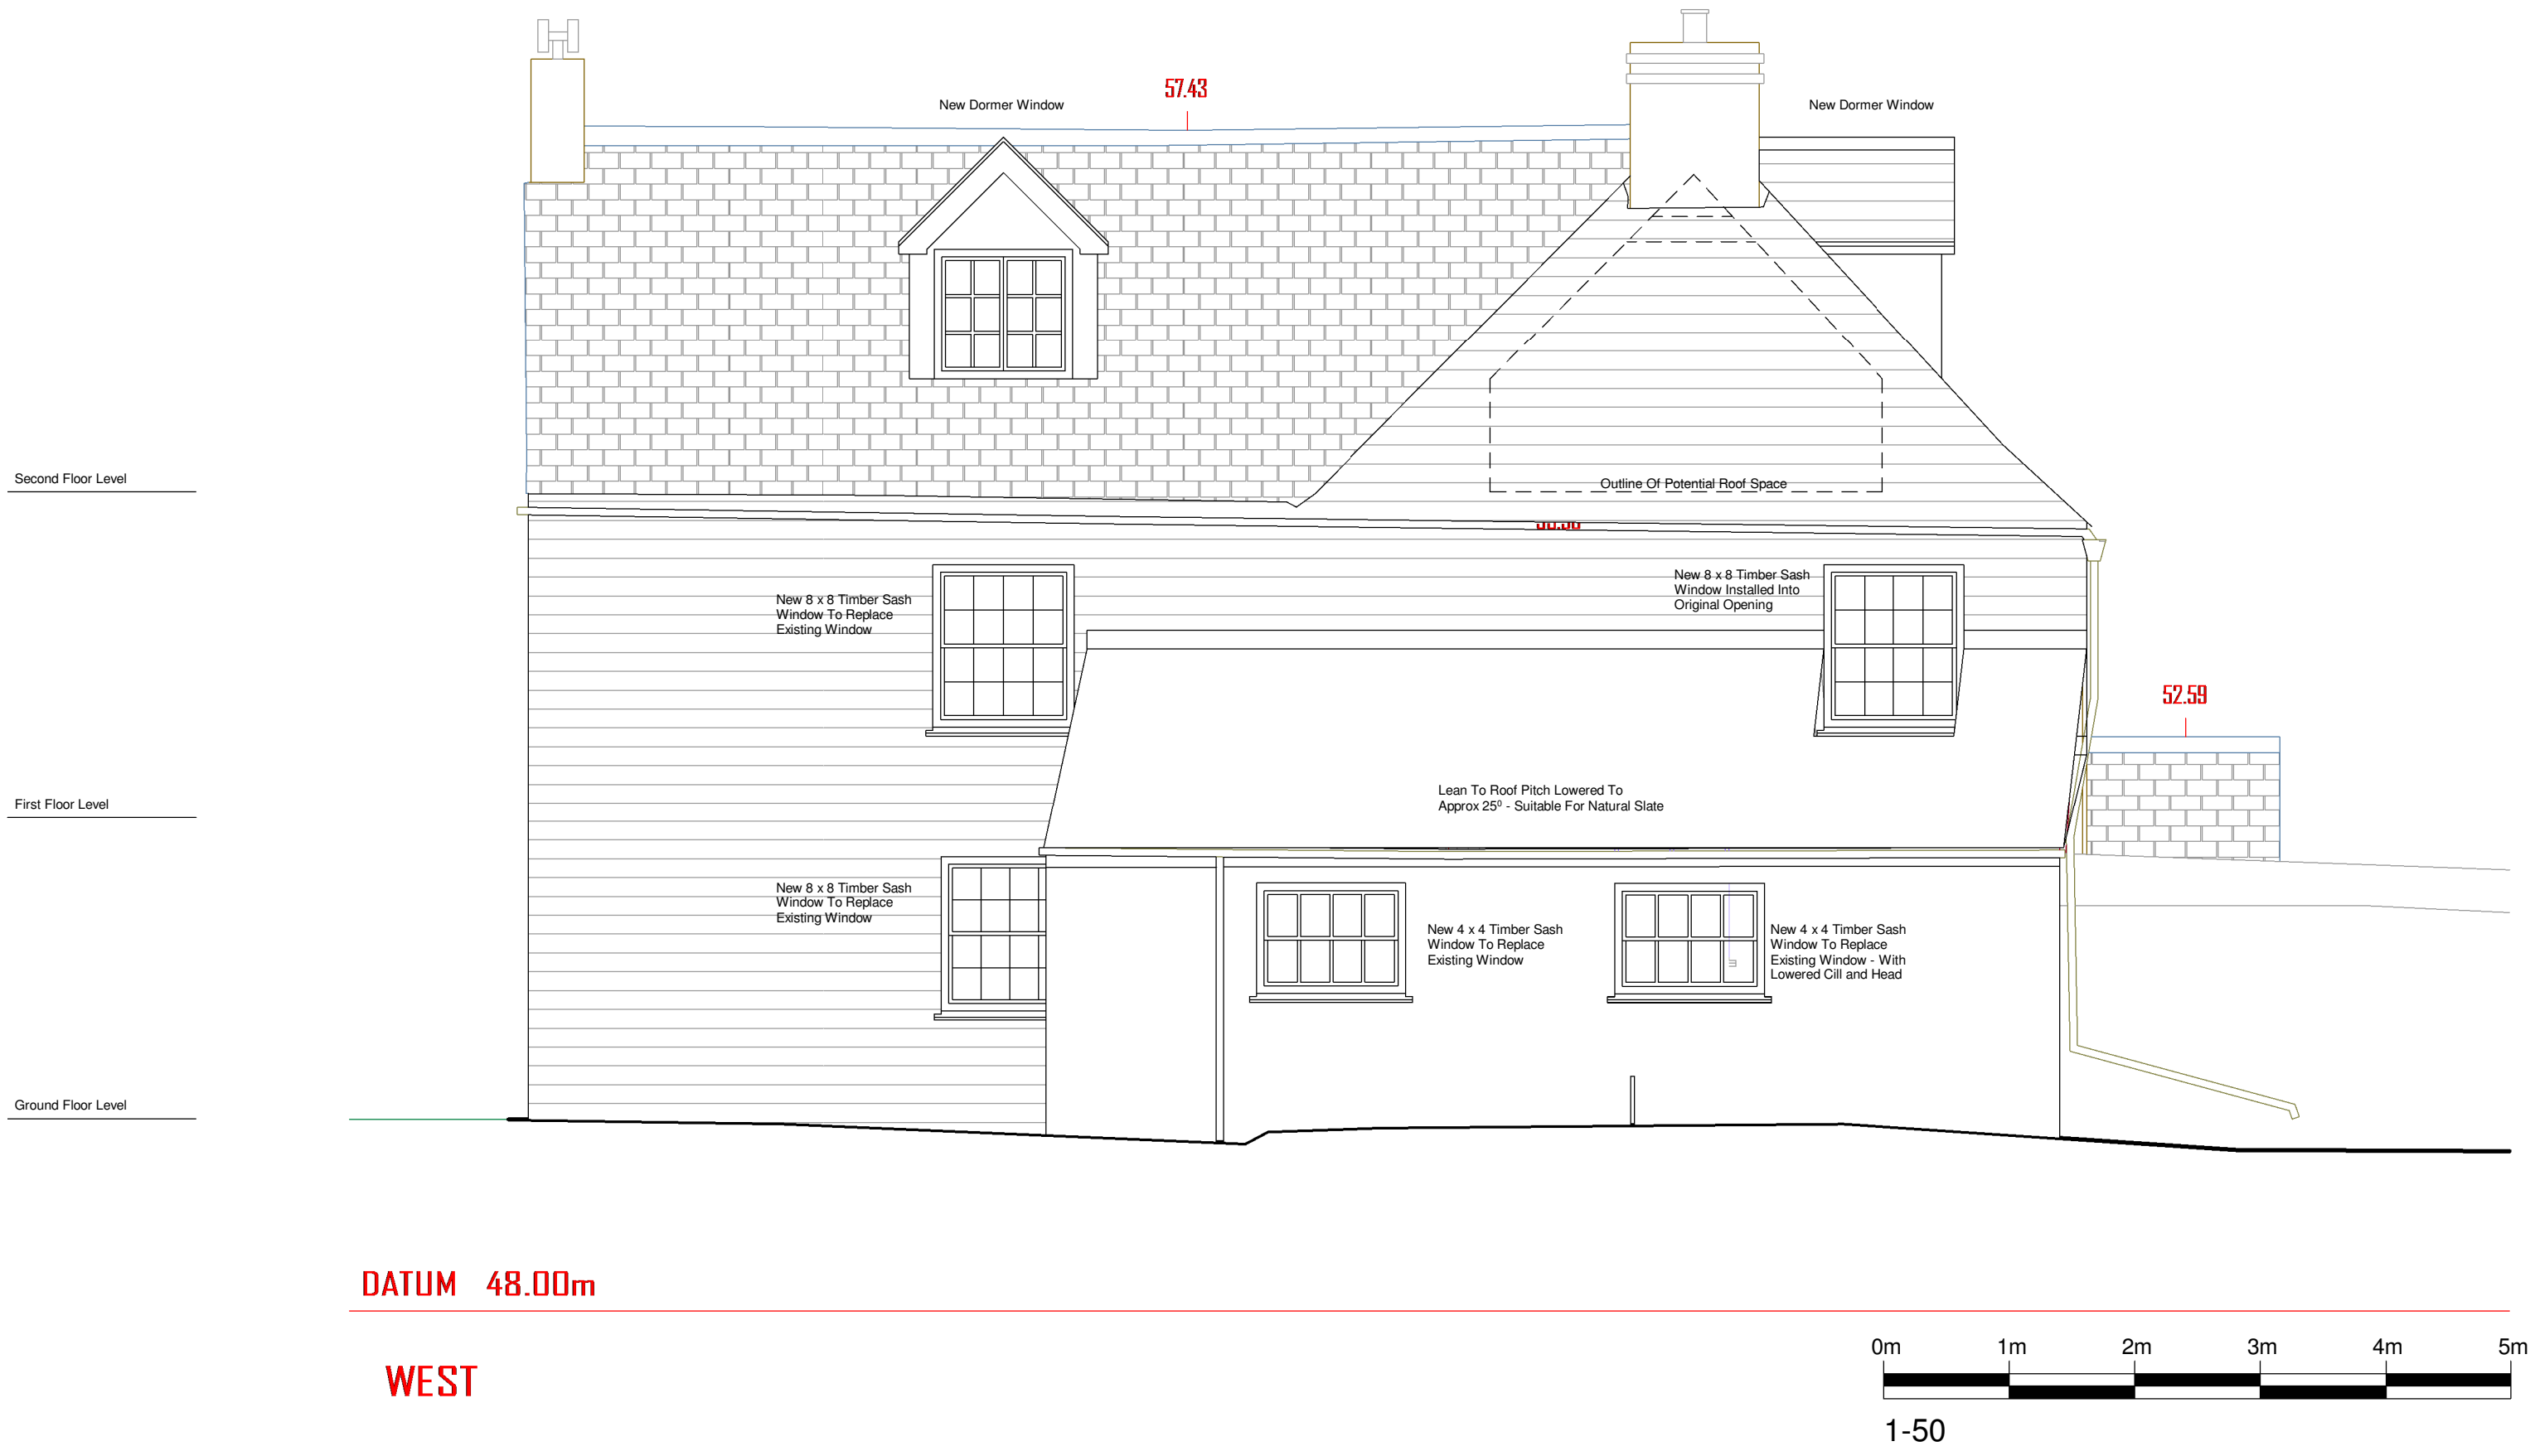 57.43
New Dormer Window
New Dormer Window
Second Floor Level
Outline Of Potential Roof Space
New 8 x 8 Timber Sash
Window To Replace
Existing Window
New 8 x 8 Timber Sash
Window Installed Into
Original Opening
52.59
First Floor Level
Lean To Roof Pitch Lowered To
Approx 25⁰ - Suitable For Natural Slate
New 8 x 8 Timber Sash
Window To Replace
Existing Window
New 4 x 4 Timber Sash
Window To Replace
Existing Window
New 4 x 4 Timber Sash
Window To Replace
Existing Window - With
Lowered Cill and Head
Ground Floor Level
DATUM 48.00m
WEST
0m 1m 2m 3m 4m 5m
1-50